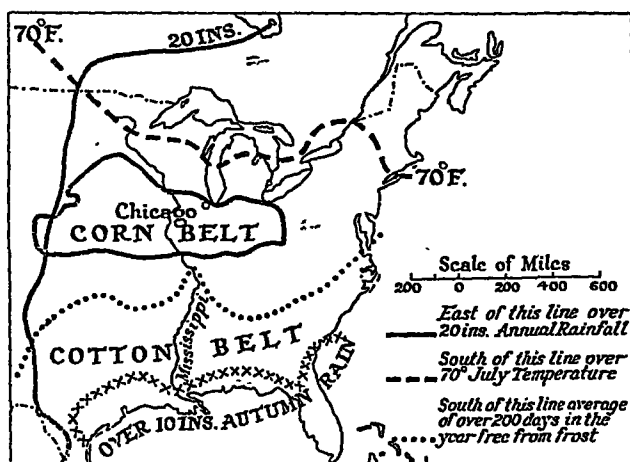 70°F.
20 INS.
70°F.
Chicago
CORN BELT
Scale of Miles
200 0 200 400 600
East of this line over
20ins. Annual Rainfall
South of this line over
70° July Temperature
South of this line average
of over 200 days in the
year free from frost
Mississippi
COTTON BELT
OVER 10 INS. AUTUMN RAIN